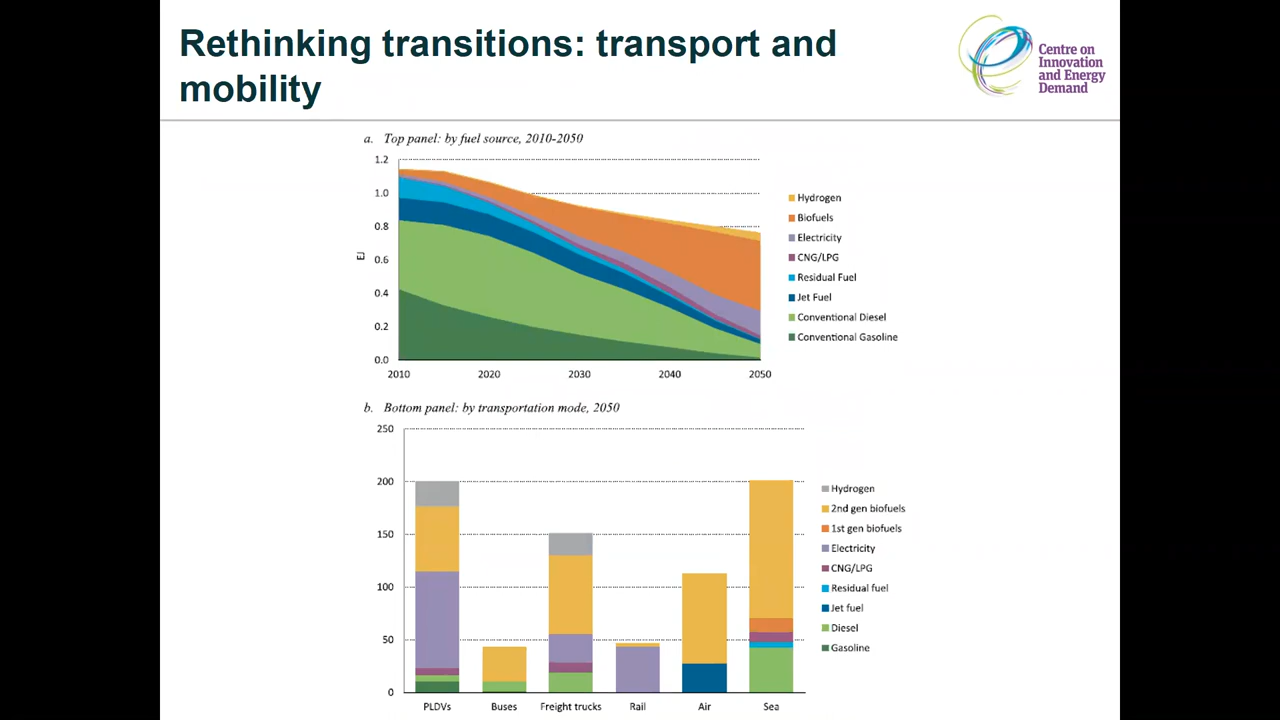 Rethinking transitions: transport and
mobility
Centre on
Innovation
and Energy
Demand
a. Top panel: by fuel source, 2010-2050
1.2
1.0
0.8
0.6
0.4
0.2
0.0
EJ
2010 2020 2030 2040 2050
Hydrogen
Biofuels
Electricity
CNG/LPG
Residual Fuel
Jet Fuel
Conventional Diesel
Conventional Gasoline
b. Bottom panel: by transportation mode, 2050
250
200
150
100
50
0
PLDVs Buses Freight trucks Rail Air Sea
Hydrogen
2nd gen biofuels
1st gen biofuels
Electricity
CNG/LPG
Residual fuel
Jet fuel
Diesel
Gasoline